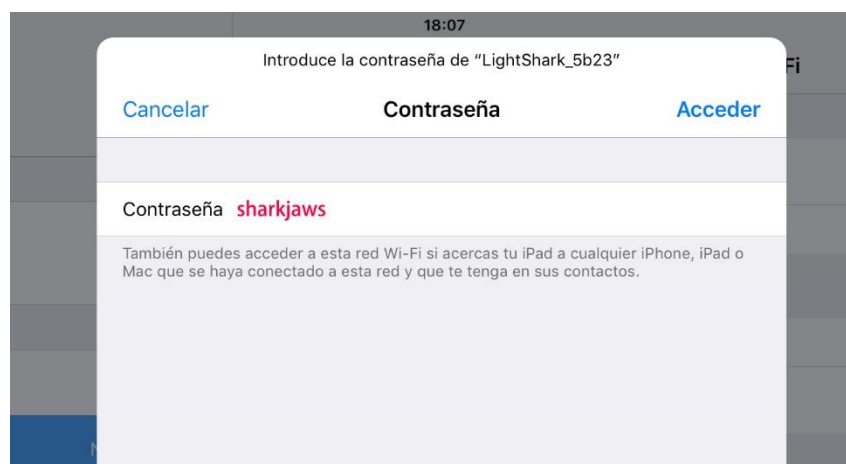 18:07
Introduce la contraseña de “LightShark_5b23”
Fi
Cancelar Contraseña Acceder
Contraseña sharkjaws
También puedes acceder a esta red Wi-Fi si acercas tu iPad a cualquier iPhone, iPad o
Mac que se haya conectado a esta red y que te tenga en sus contactos.